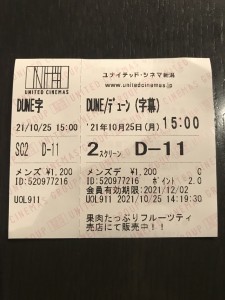 UNITED CINEMAS
ユナイテッド・シネマ新潟
www.unitedcinemas.jp
DUNE字
DUNE/デューン (字幕)
21/10/25 15:00
'21年10月25日(月) 15:00
SC2 D-11
2スクリーン D-11
メンズ ¥1,200
メンズデ ¥1,200 C
ID:520977216
ID:520977216 ポイント 2.0
会員有効期限:2021/12/02
UOL911
UOL911 2021/10/25 14:19:30
果肉たっぷりフルーツティ
売店にて販売中!!